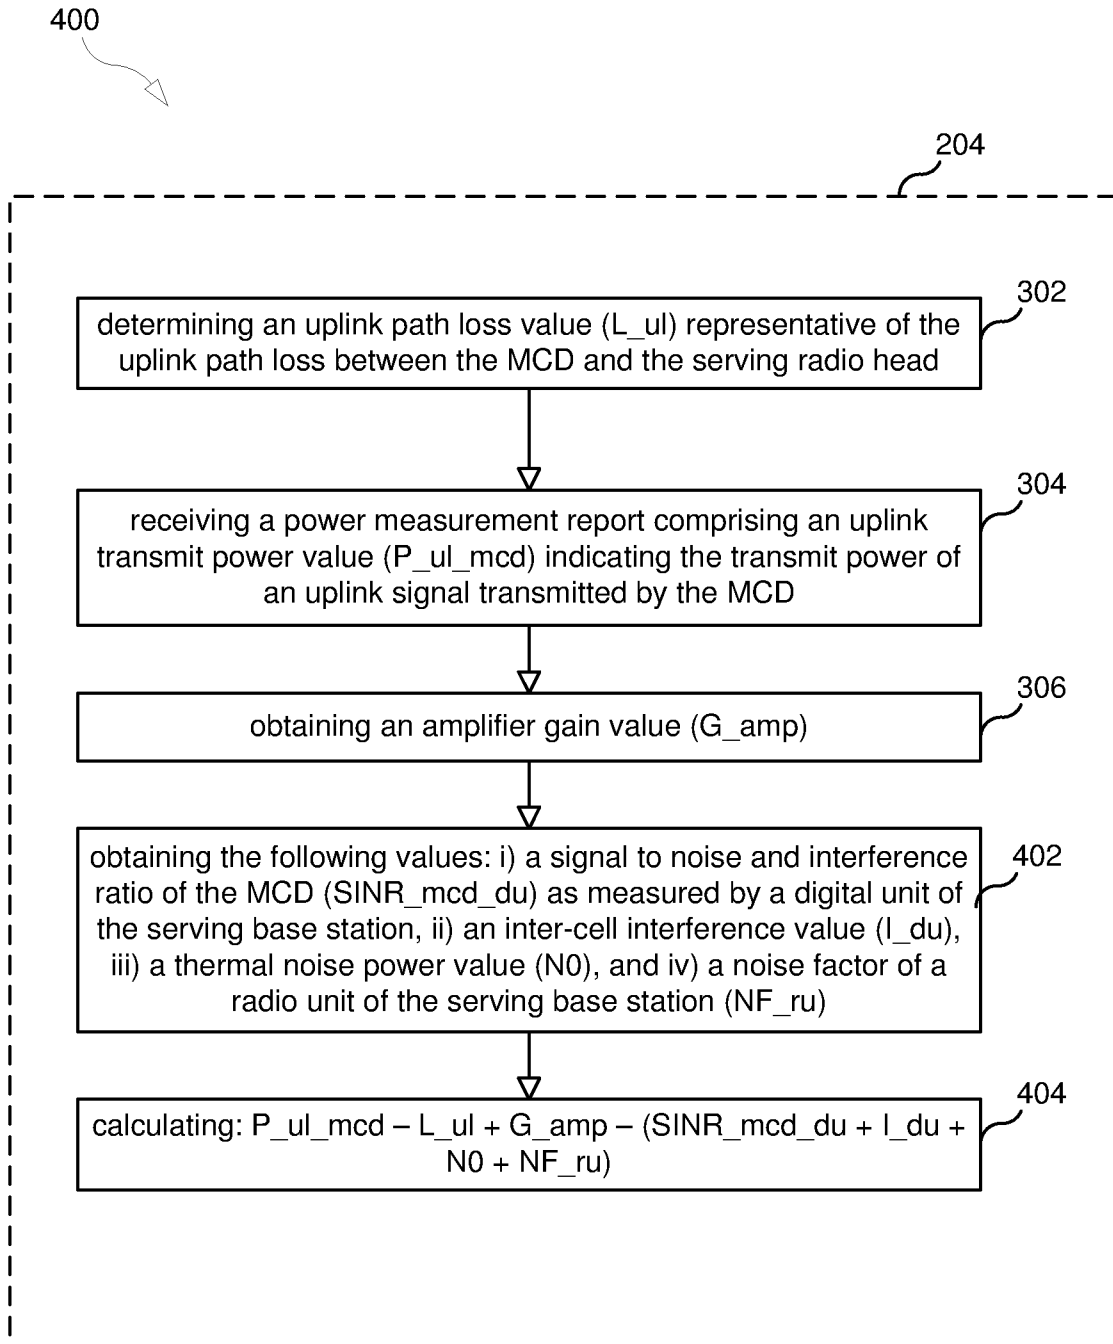 400
204
302
determining an uplink path loss value (L_ul) representative of the
uplink path loss between the MCD and the serving radio head
304
receiving a power measurement report comprising an uplink
transmit power value (P_ul_mcd) indicating the transmit power of
an uplink signal transmitted by the MCD
306
obtaining an amplifier gain value (G_amp)
402
obtaining the following values: i) a signal to noise and interference
ratio of the MCD (SINR_mcd_du) as measured by a digital unit of
the serving base station, ii) an inter-cell interference value (I_du),
iii) a thermal noise power value (N0), and iv) a noise factor of a
radio unit of the serving base station (NF_ru)
404
calculating: P_ul_mcd – L_ul + G_amp – (SINR_mcd_du + I_du +
N0 + NF_ru)